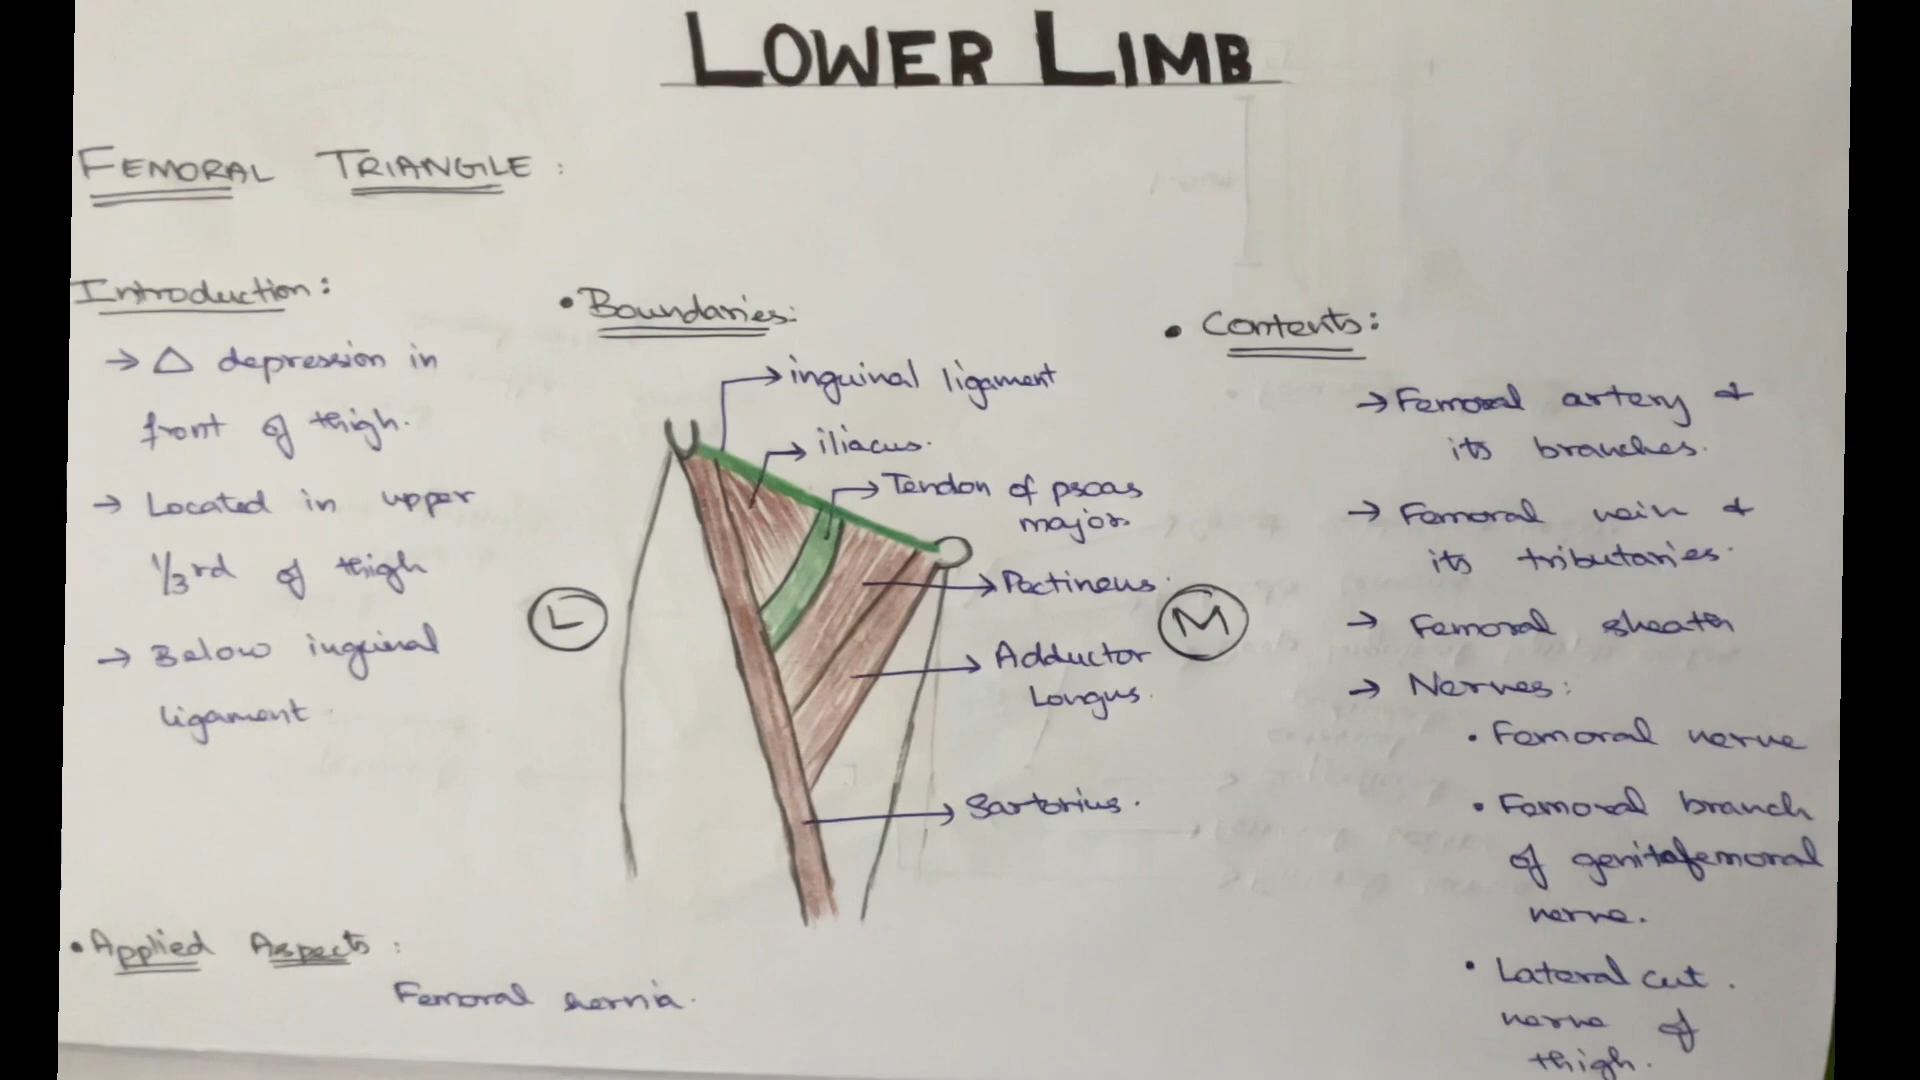 LOWER LIMB
FEMORAL TRIANGLE :
Introduction :
→ △ depression in
front of thigh.
→ Located in upper
1/3rd of thigh
→ Below inguinal
ligament
• Boundaries:
→ inguinal ligament
→ iliacus.
→ Tendon of psoas
major
→ Pectineus
→ Adductor
Longus.
→ Sartorius.
L
M
• Contents :
→ Femoral artery &
its branches.
→ Femoral vein &
its tributaries.
→ Femoral sheath
→ Nerves :
• Femoral nerve
• Femoral branch
of genitofemoral
nerve.
• Lateral cut.
nerve of
thigh.
• Applied Aspects :
Femoral hernia.